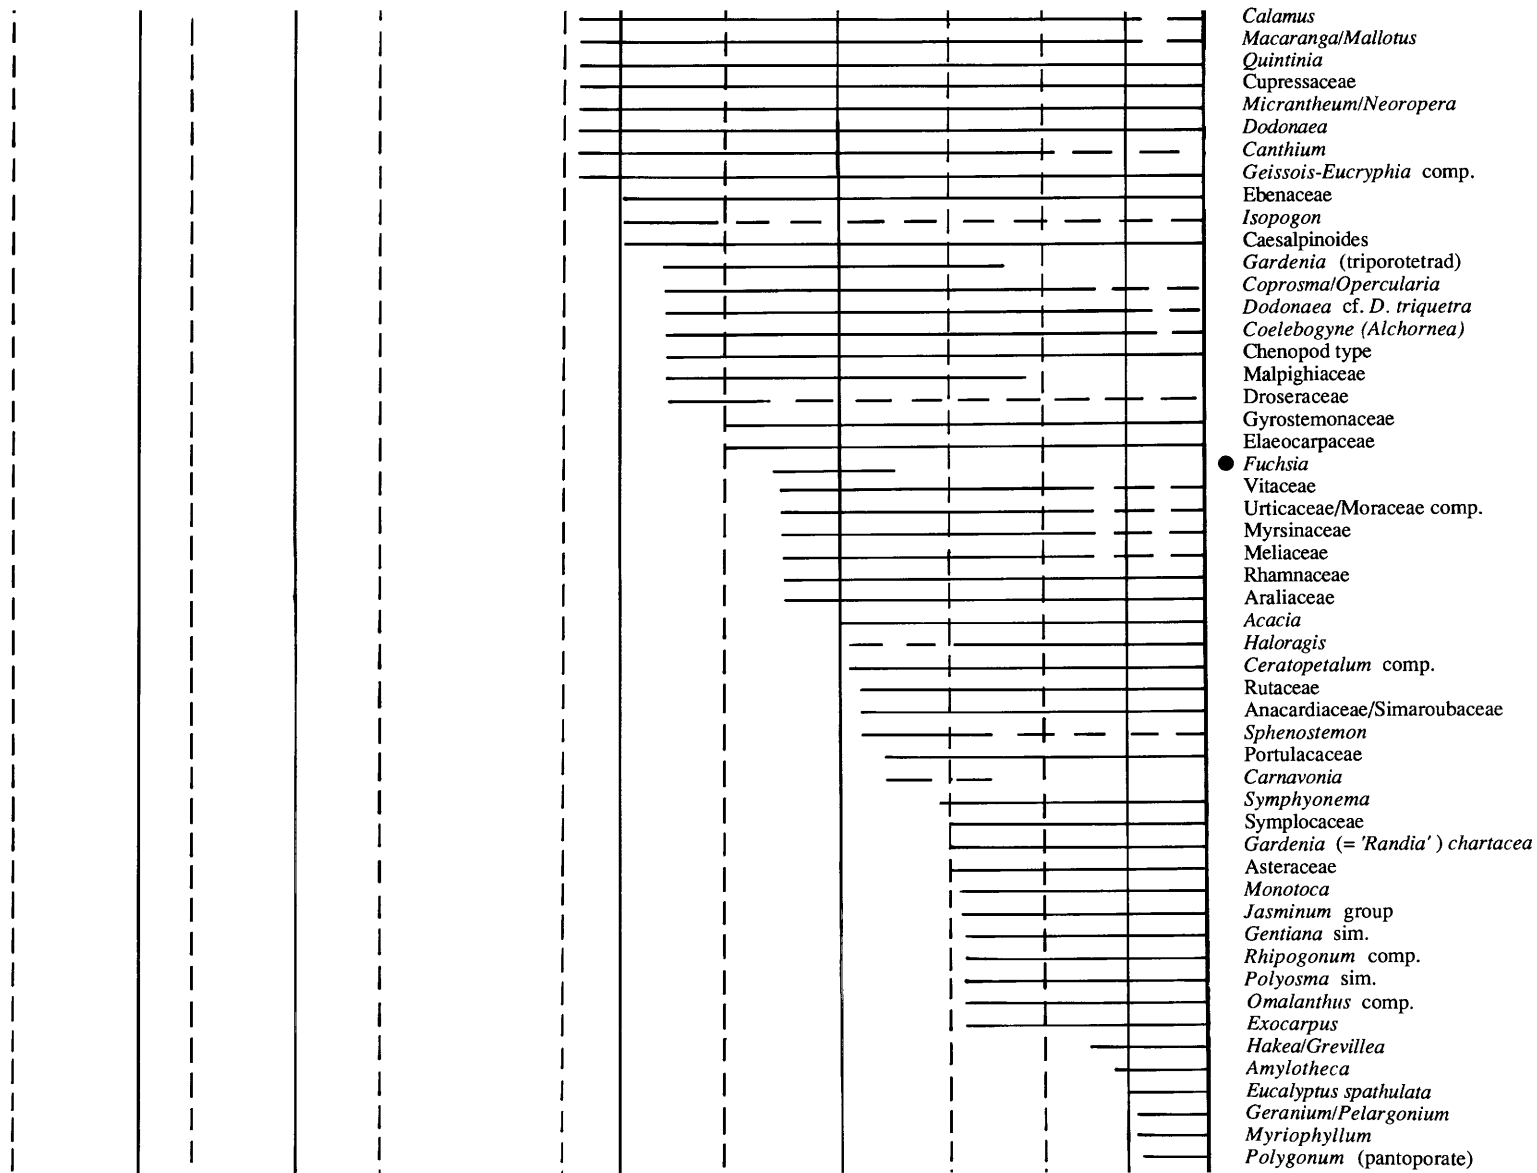 Calamus
Macaranga/Mallotus
Quintinia
Cupressaceae
Micrantheum/Neoropera
Dodonaea
Canthium
Geissois-Eucryphia comp.
Ebenaceae
Isopogon
Caesalpinoides
Gardenia (triporotetrad)
Coprosma/Opercularia
Dodonaea cf. D. triquetra
Coelebogyne (Alchornea)
Chenopod type
Malpighiaceae
Droseraceae
Gyrostemonaceae
Elaeocarpaceae
Fuchsia
Vitaceae
Urticaceae/Moraceae comp.
Myrsinaceae
Meliaceae
Rhamnaceae
Araliaceae
Acacia
Haloragis
Ceratopetalum comp.
Rutaceae
Anacardiaceae/Simaroubaceae
Sphenostemon
Portulacaceae
Carnavonia
Symphyonema
Symplocaceae
Gardenia (= 'Randia') chartacea
Asteraceae
Monotoca
Jasminum group
Gentiana sim.
Rhipogonum comp.
Polyosma sim.
Omalanthus comp.
Exocarpus
Hakea/Grevillea
Amylotheca
Eucalyptus spathulata
Geranium/Pelargonium
Myriophyllum
Polygonum (pantoporate)